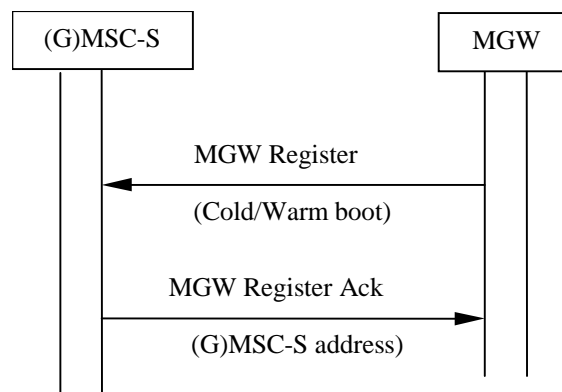 (G)MSC-S
MGW
MGW Register
(Cold/Warm boot)
MGW Register Ack
(G)MSC-S address)